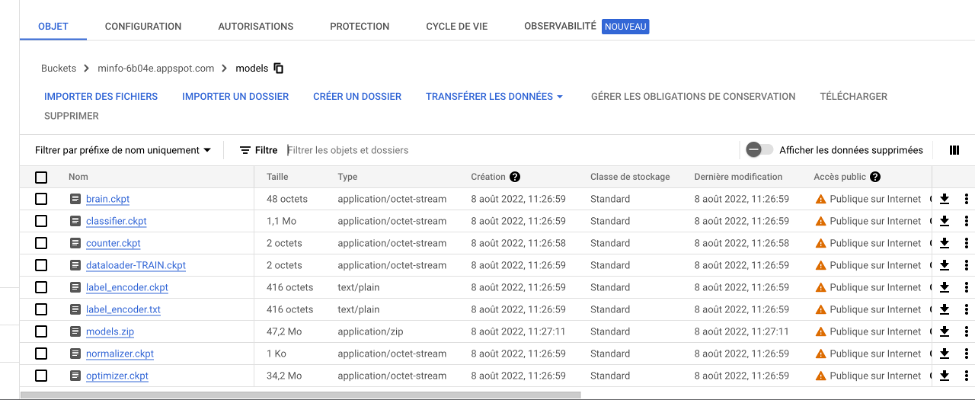 OBJET CONFIGURATION AUTORISATIONS PROTECTION CYCLE DE VIE OBSERVABILITÉ NOUVEAU
Buckets > minfo-6b04e.appspot.com > models
IMPORTER DES FICHIERS IMPORTER UN DOSSIER CRÉER UN DOSSIER TRANSFÉRER LES DONNÉES GÉRER LES OBLIGATIONS DE CONSERVATION TÉLÉCHARGER
SUPPRIMER
Filtrer par préfixe de nom uniquement Filtre Filtrer les objets et dossiers Afficher les données supprimées
Nom Taille Type Création Classe de stockage Dernière modification Accès public
brain.ckpt 48 octets application/octet-stream 8 août 2022, 11:26:59 Standard 8 août 2022, 11:26:59 Publique sur Internet
classifier.ckpt 1,1 Mo application/octet-stream 8 août 2022, 11:26:59 Standard 8 août 2022, 11:26:59 Publique sur Internet
counter.ckpt 2 octets application/octet-stream 8 août 2022, 11:26:58 Standard 8 août 2022, 11:26:58 Publique sur Internet
dataloader-TRAIN.ckpt 2 octets application/octet-stream 8 août 2022, 11:26:59 Standard 8 août 2022, 11:26:59 Publique sur Internet
label_encoder.ckpt 416 octets text/plain 8 août 2022, 11:26:59 Standard 8 août 2022, 11:26:59 Publique sur Internet
label_encoder.txt 416 octets text/plain 8 août 2022, 11:26:59 Standard 8 août 2022, 11:26:59 Publique sur Internet
models.zip 47,2 Mo application/zip 8 août 2022, 11:27:11 Standard 8 août 2022, 11:27:11 Publique sur Internet
normalizer.ckpt 1 Ko application/octet-stream 8 août 2022, 11:26:59 Standard 8 août 2022, 11:26:59 Publique sur Internet
optimizer.ckpt 34,2 Mo application/octet-stream 8 août 2022, 11:26:59 Standard 8 août 2022, 11:26:59 Publique sur Internet